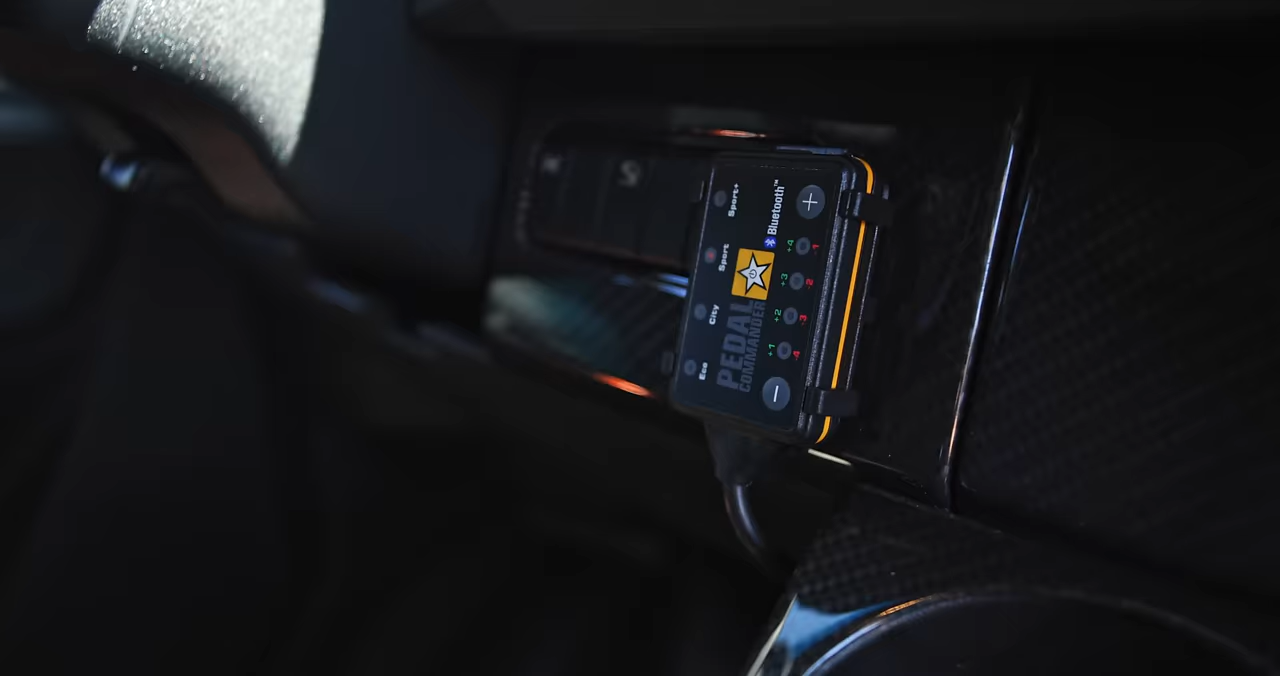 Eco City Sport Sport+
PEDAL
COMMANDER
Bluetooth™
+1 +2 +3 +4
− +
-4 -3 -2 -1